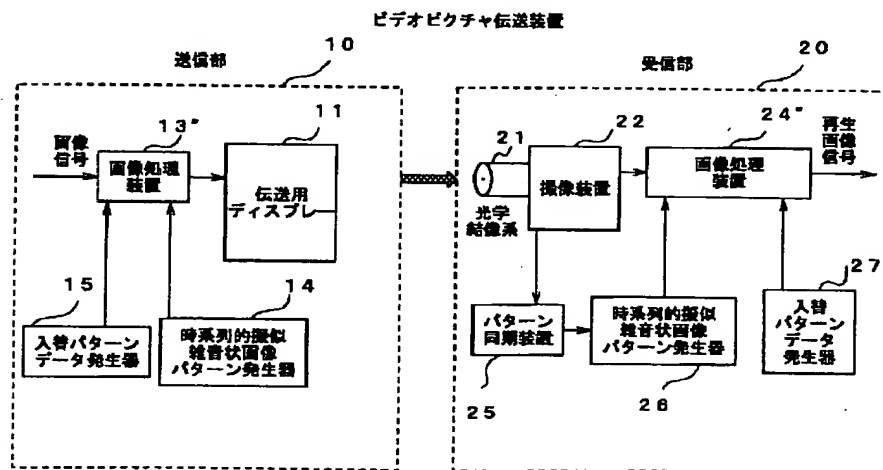 ビデオピクチャ伝送装置
送信部
10
画像
信号
13"
画像処理
装置
11
伝送用
ディスプレー
15
入替パターン
データ発生器
14
時系列的擬似
雑音状画像
パターン発生器
受信部
20
21
光学
結像系
22
撮像装置
24"
画像処理
装置
再生
画像
信号
パターン
同期装置
25
時系列的擬似
雑音状画像
パターン発生器
26
27
入替
パターン
データ
発生器